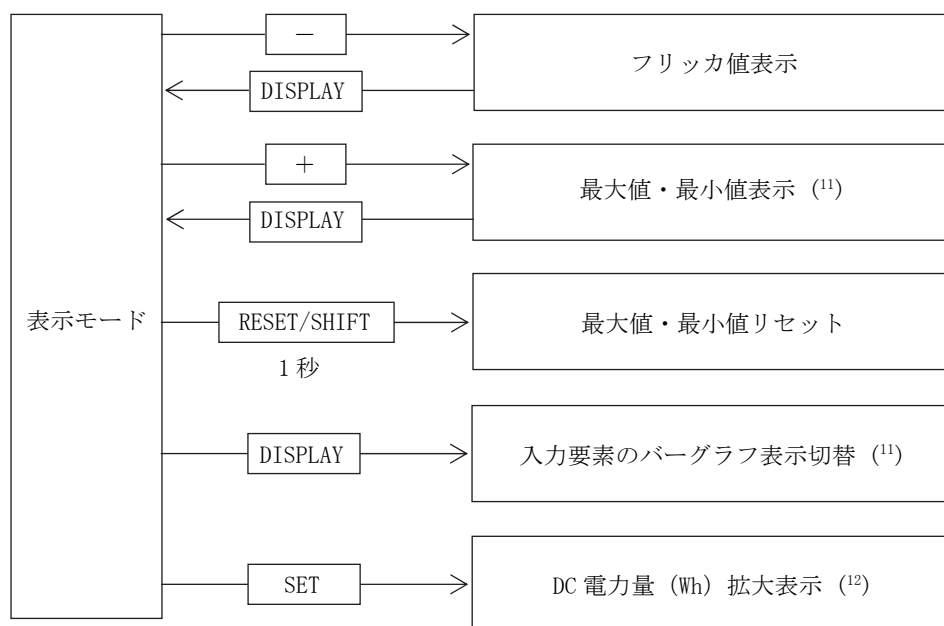 －
フリッカ値表示
DISPLAY
＋
最大値・最小値表示 (11)
DISPLAY
表示モード
RESET/SHIFT
最大値・最小値リセット
1秒
DISPLAY
入力要素のバーグラフ表示切替 (11)
SET
DC電力量 (Wh) 拡大表示 (12)